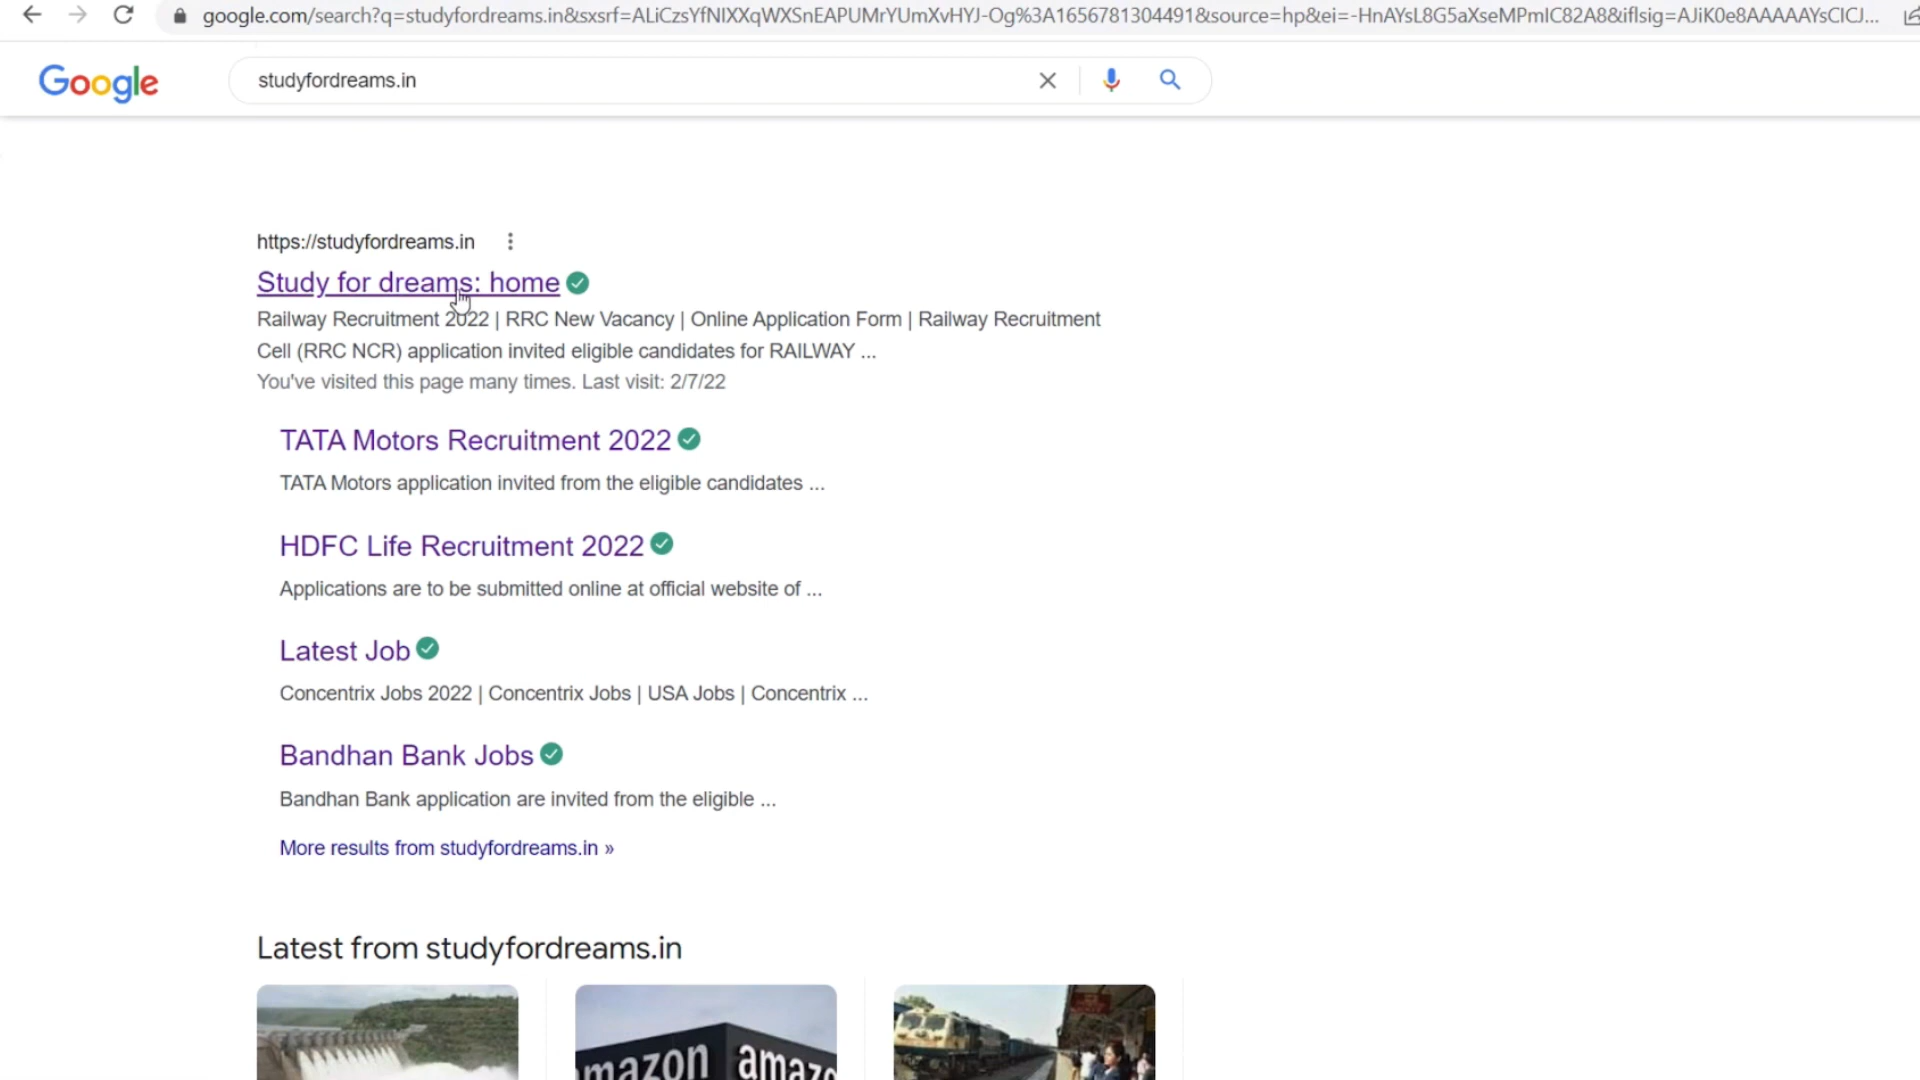 google.com/search?q=studyfordreams.in&sxsrf=ALiCzsYfNIXXqWXSnEAPUMrYUmXvHYJ-Og%3A1656781304491&source=hp&ei=-HnAYsL8G5aXseMPmIC82A8&iflsig=AJiK0e8AAAAAYsCICJ...
Google
studyfordreams.in
https://studyfordreams.in
Study for dreams: home
Railway Recruitment 2022 | RRC New Vacancy | Online Application Form | Railway Recruitment
Cell (RRC NCR) application invited eligible candidates for RAILWAY ...
You've visited this page many times. Last visit: 2/7/22
TATA Motors Recruitment 2022
TATA Motors application invited from the eligible candidates ...
HDFC Life Recruitment 2022
Applications are to be submitted online at official website of ...
Latest Job
Concentrix Jobs 2022 | Concentrix Jobs | USA Jobs | Concentrix ...
Bandhan Bank Jobs
Bandhan Bank application are invited from the eligible ...
More results from studyfordreams.in »
Latest from studyfordreams.in
mazon amazo